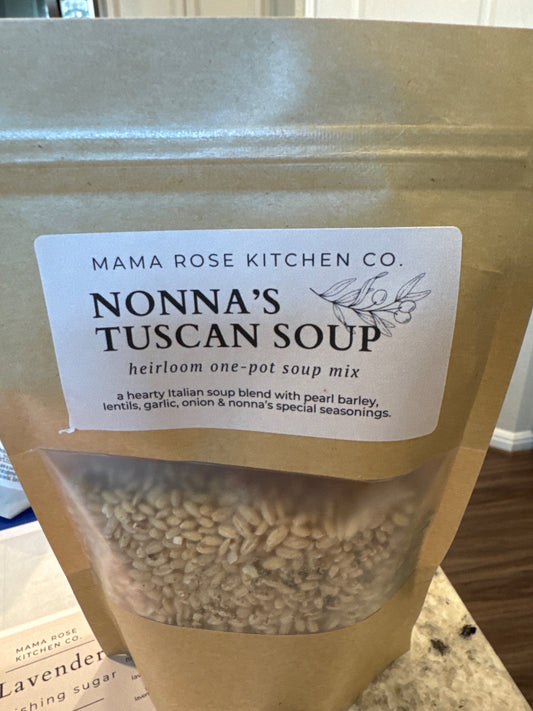 MAMA ROSE KITCHEN CO.
NONNA'S
TUSCAN SOUP
heirloom one-pot soup mix
a hearty Italian soup blend with pearl barley,
lentils, garlic, onion & nonna's special seasonings.
MAMA ROSE
KITCHEN CO.
Lavender
sugar